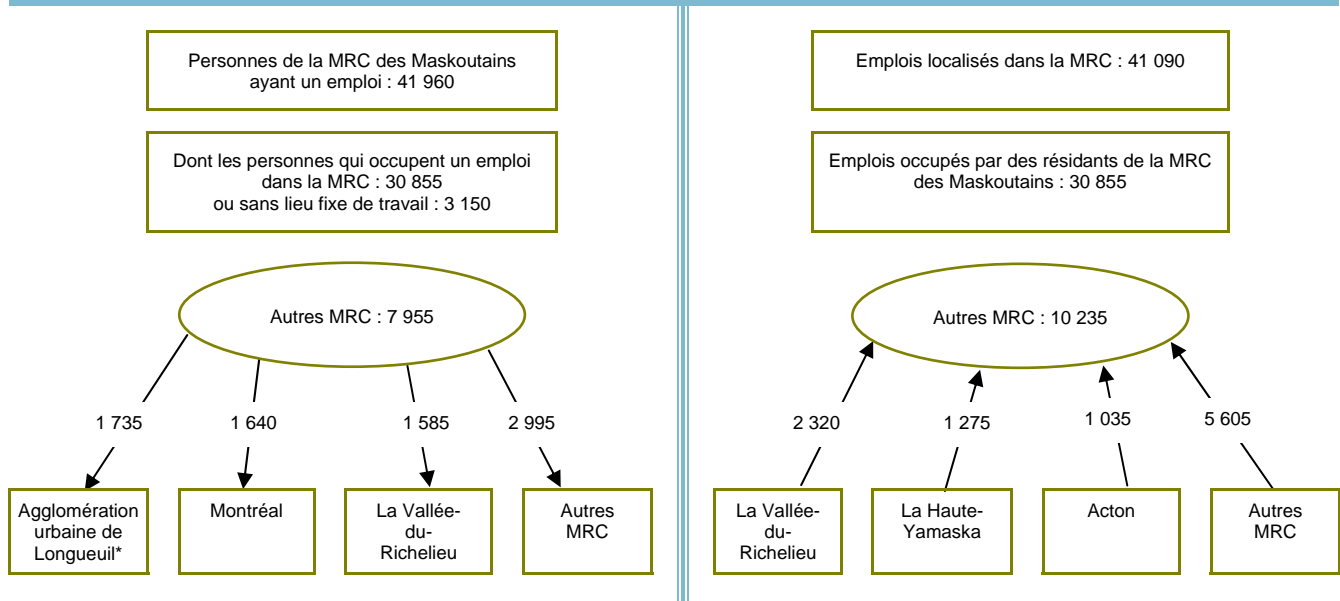 Personnes de la MRC des Maskoutains
ayant un emploi : 41 960
Dont les personnes qui occupent un emploi
dans la MRC : 30 855
ou sans lieu fixe de travail : 3 150
Autres MRC : 7 955
1 735
1 640
1 585
2 995
Agglomération
urbaine de
Longueuil*
Montréal
La Vallée-
du-
Richelieu
Autres
MRC
Emplois localisés dans la MRC : 41 090
Emplois occupés par des résidants de la MRC
des Maskoutains : 30 855
Autres MRC : 10 235
2 320
1 275
1 035
5 605
La Vallée-
du-
Richelieu
La Haute-
Yamaska
Acton
Autres
MRC